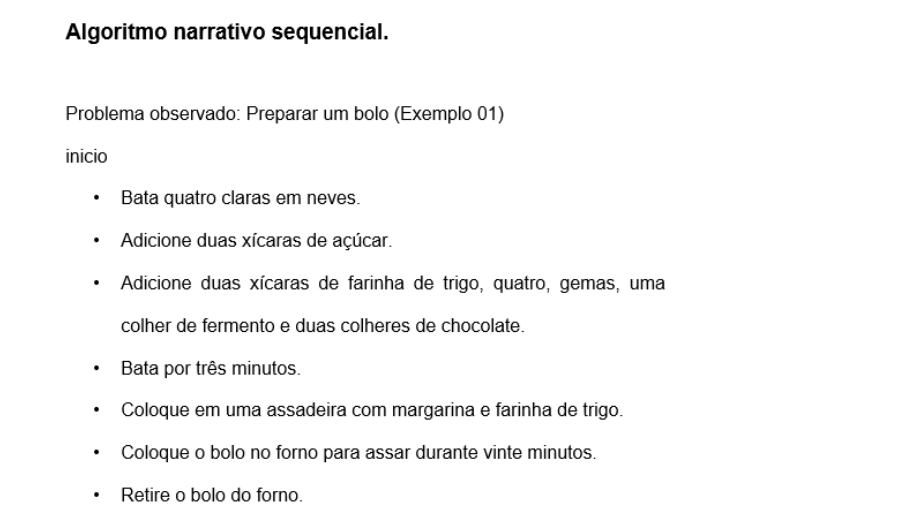 Algoritmo narrativo sequencial.
Problema observado: Preparar um bolo (Exemplo 01)
inicio
• Bata quatro claras em neves.
• Adicione duas xícaras de açúcar.
• Adicione duas xícaras de farinha de trigo, quatro, gemas, uma
colher de fermento e duas colheres de chocolate.
• Bata por três minutos.
• Coloque em uma assadeira com margarina e farinha de trigo.
• Coloque o bolo no forno para assar durante vinte minutos.
• Retire o bolo do forno.